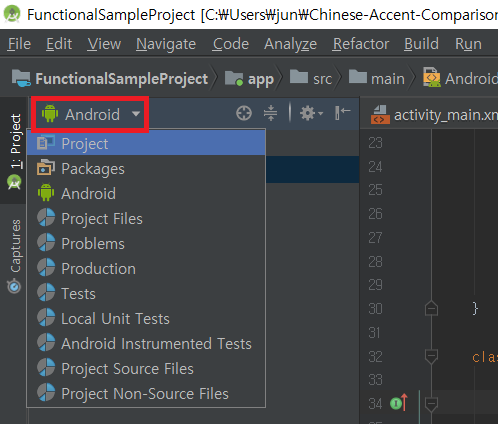 FunctionalSampleProject [C:₩Users₩jun₩Chinese-Accent-Comparison
File Edit View Navigate Code Analyze Refactor Build Run
FunctionalSampleProject app src main Android
Android activity_main.xm
1: Project
Captures
Project
Packages
Android
Project Files
Problems
Production
Tests
Local Unit Tests
Android Instrumented Tests
Project Source Files
Project Non-Source Files
23
24
25
26
27
28
29
30 }
31
32 clas
33
34
35